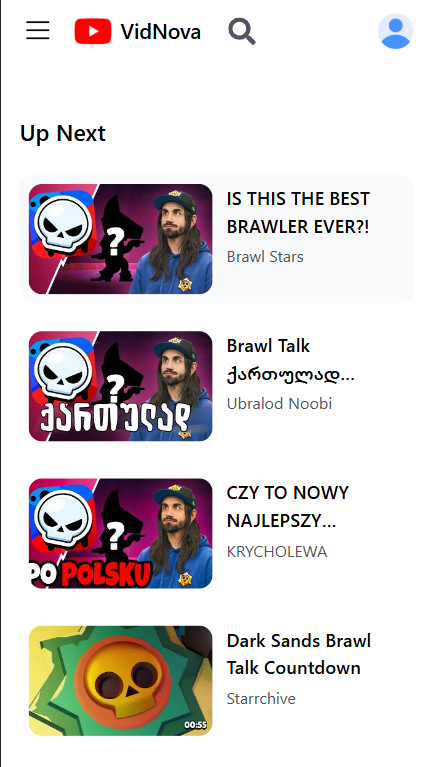 VidNova
Up Next
?
IS THIS THE BEST
BRAWLER EVER?!
Brawl Stars
?
ქართულად
Brawl Talk
ქართულად...
Ubralod Noobi
?
PO POLSKU
CZY TO NOWY
NAJLEPSZY...
KRYCHOLEWA
00:55
Dark Sands Brawl
Talk Countdown
Starrchive